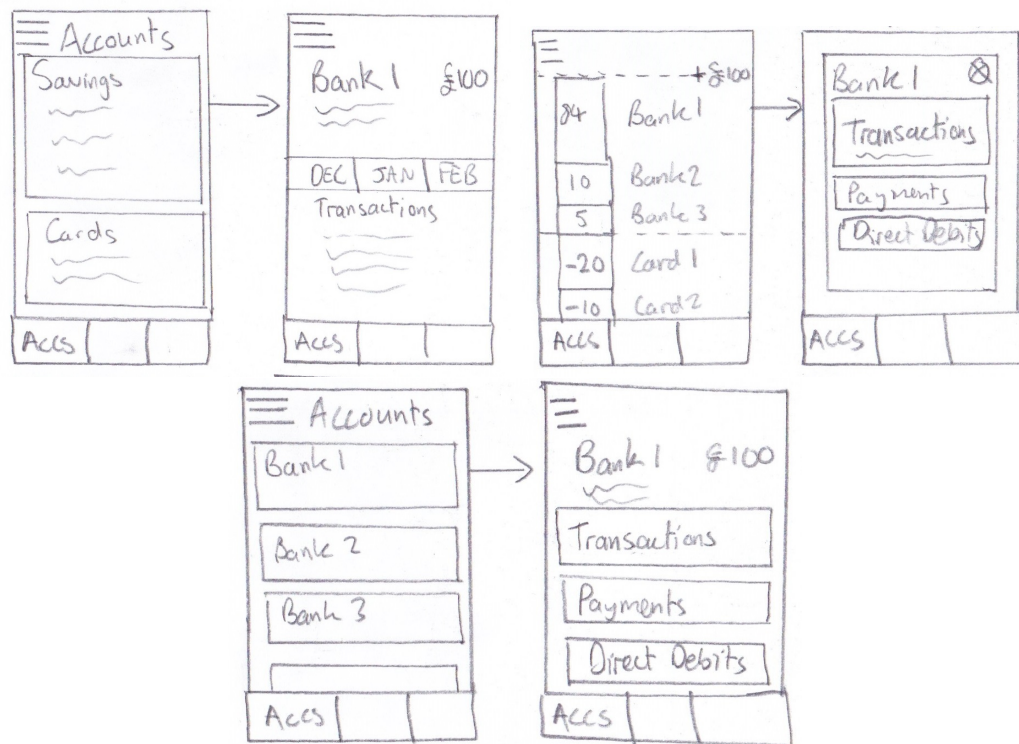 Accounts
Savings
Cards
ACCS
Bank 1 £100
DEC JAN FEB
Transactions
ACCS
+£100
84 Bank 1
10 Bank 2
5 Bank 3
-20 Card 1
-10 Card 2
ACCS
Bank 1
Transactions
Payments
Direct Debits
ACCS
Accounts
Bank 1
Bank 2
Bank 3
ACCS
Bank 1 £100
Transactions
Payments
Direct Debits
ACCS